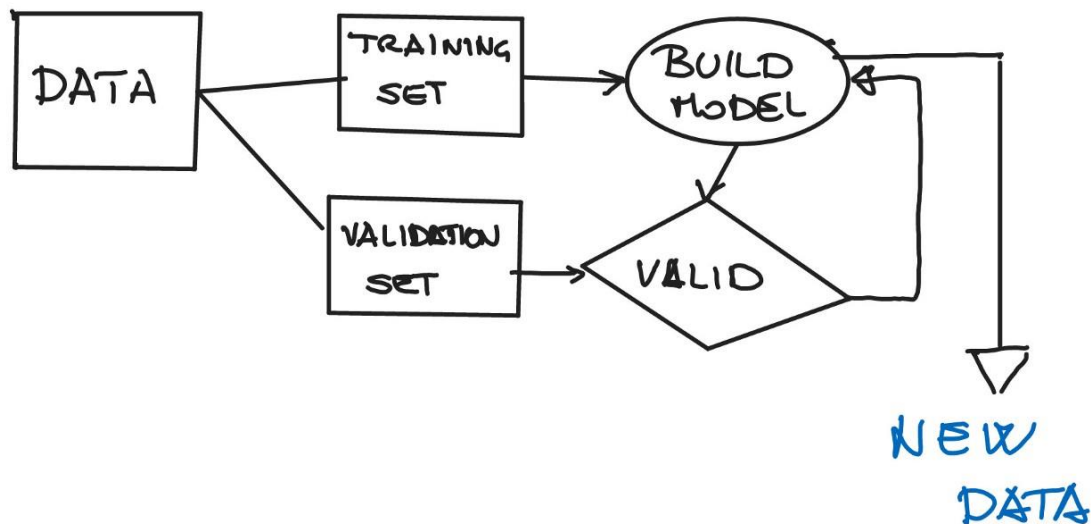 DATA
TRAINING
SET
BUILD
MODEL
VALIDATION
SET
VALID
NEW
DATA